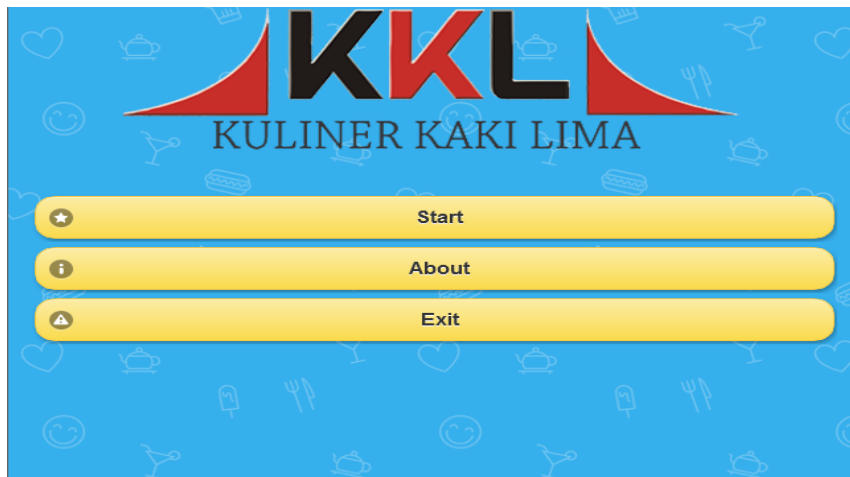 KKL
KULINER KAKI LIMA
Start
About
Exit